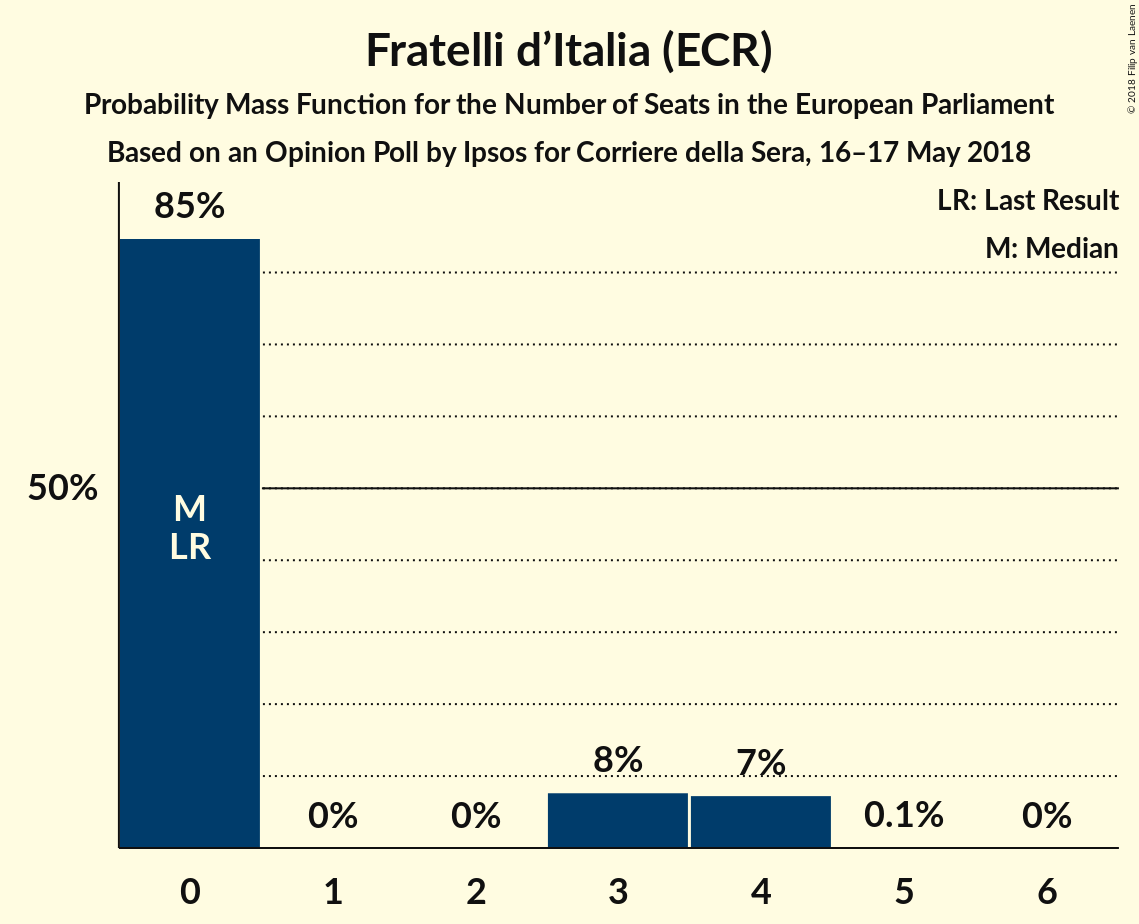 Fratelli d’Italia (ECR)
Probability Mass Function for the Number of Seats in the European Parliament
Based on an Opinion Poll by Ipsos for Corriere della Sera, 16–17 May 2018
© 2018 Filip van Laenen
LR: Last Result
M: Median
85%
50%
M
LR
8%
7%
0%
0%
0.1%
0%
0
1
2
3
4
5
6